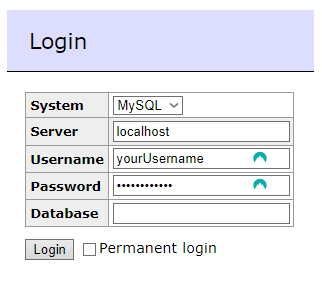 Login
System MySQL
Server localhost
Username yourUsername
Password ••••••••••••
Database
Login Permanent login